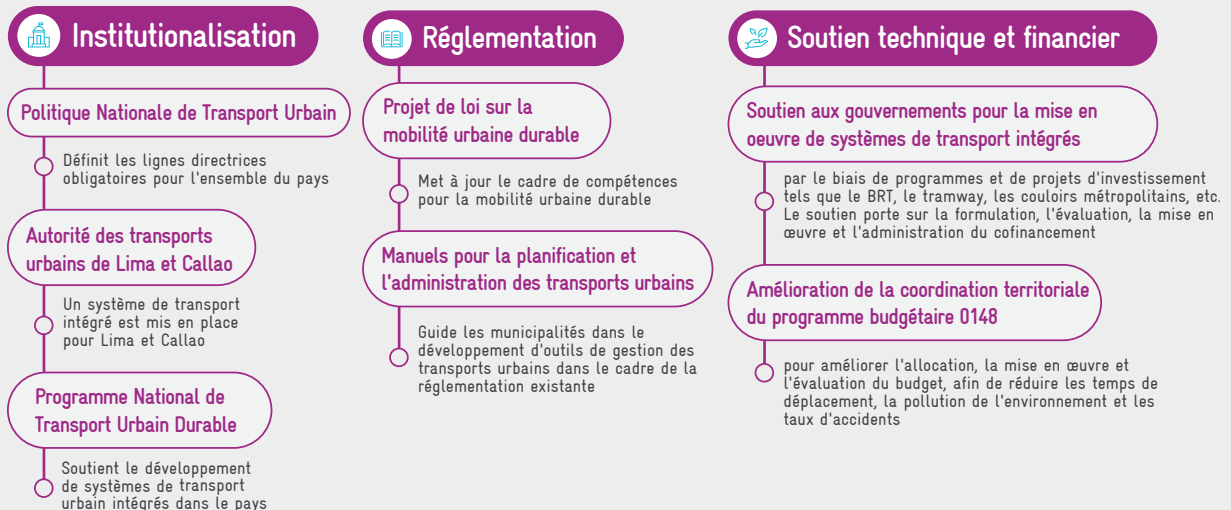 Institutionalisation
Politique Nationale de Transport Urbain
Définit les lignes directrices
obligatoires pour l'ensemble du pays
Autorité des transports
urbains de Lima et Callao
Un système de transport
intégré est mis en place
pour Lima et Callao
Programme National de
Transport Urbain Durable
Soutient le développement
de systèmes de transport
urbain intégrés dans le pays
Réglementation
Projet de loi sur la
mobilité urbaine durable
Met à jour le cadre de compétences
pour la mobilité urbaine durable
Manuels pour la planification et
l'administration des transports urbains
Guide les municipalités dans le
développement d'outils de gestion des
transports urbains dans le cadre de la
réglementation existante
Soutien technique et financier
Soutien aux gouvernements pour la mise en
oeuvre de systèmes de transport intégrés
par le biais de programmes et de projets d'investissement
tels que le BRT, le tramway, les couloirs métropolitains, etc.
Le soutien porte sur la formulation, l'évaluation, la mise en
œuvre et l'administration du cofinancement
Amélioration de la coordination territoriale
du programme budgétaire 0148
pour améliorer l'allocation, la mise en œuvre et
l'évaluation du budget, afin de réduire les temps de
déplacement, la pollution de l'environnement et les
taux d'accidents